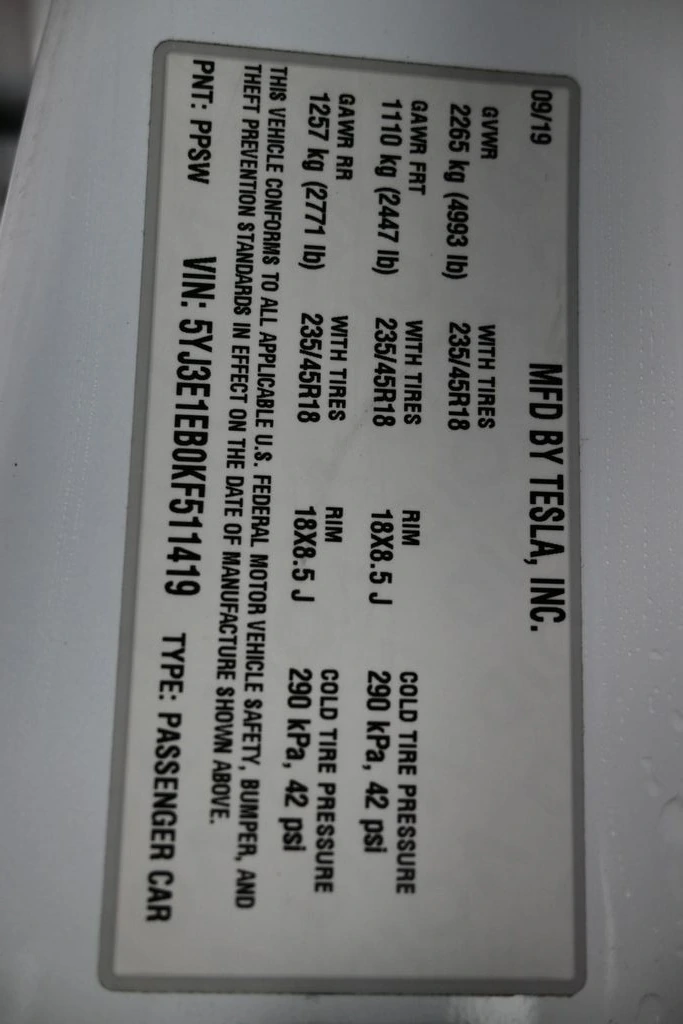 MFD BY TESLA, INC.
09/19
GVWR WITH TIRES
2265 kg (4993 lb) 235/45R18
GAWR FRT WITH TIRES RIM COLD TIRE PRESSURE
1110 kg (2447 lb) 235/45R18 18X8.5 J 290 kPa, 42 psi
GAWR RR WITH TIRES RIM COLD TIRE PRESSURE
1257 kg (2771 lb) 235/45R18 18X8.5 J 290 kPa, 42 psi
THIS VEHICLE CONFORMS TO ALL APPLICABLE U.S. FEDERAL MOTOR VEHICLE SAFETY, BUMPER, AND
THEFT PREVENTION STANDARDS IN EFFECT ON THE DATE OF MANUFACTURE SHOWN ABOVE.
PNT: PPSW VIN: 5YJ3E1EB0KF511419 TYPE: PASSENGER CAR